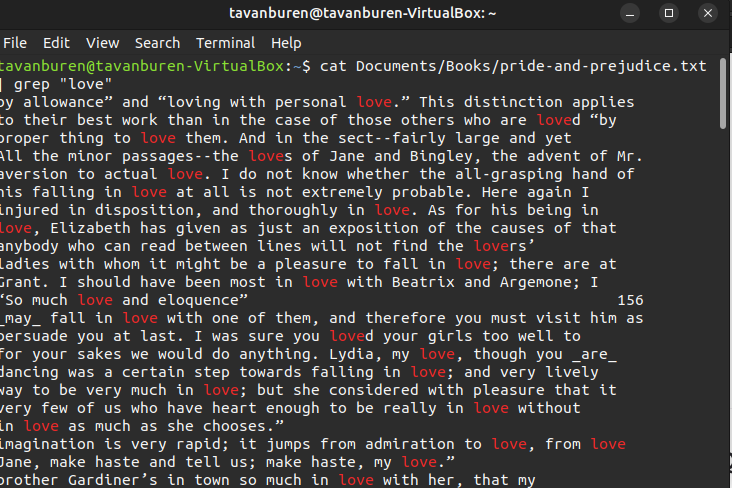 tavanburen@tavanburen-VirtualBox: ~
File Edit View Search Terminal Help
tavanburen@tavanburen-VirtualBox:~$ cat Documents/Books/pride-and-prejudice.txt
| grep "love"
by allowance” and “loving with personal love.” This distinction applies
to their best work than in the case of those others who are loved “by
proper thing to love them. And in the sect--fairly large and yet
All the minor passages--the loves of Jane and Bingley, the advent of Mr.
aversion to actual love. I do not know whether the all-grasping hand of
his falling in love at all is not extremely probable. Here again I
injured in disposition, and thoroughly in love. As for his being in
love, Elizabeth has given as just an exposition of the causes of that
anybody who can read between lines will not find the lovers’
ladies with whom it might be a pleasure to fall in love; there are at
Grant. I should have been most in love with Beatrix and Argemone; I
“So much love and eloquence” 156
_may_ fall in love with one of them, and therefore you must visit him as
persuade you at last. I was sure you loved your girls too well to
for your sakes we would do anything. Lydia, my love, though you _are_
dancing was a certain step towards falling in love; and very lively
way to be very much in love; but she considered with pleasure that it
very few of us who have heart enough to be really in love without
in love as much as she chooses.”
imagination is very rapid; it jumps from admiration to love, from love
Jane, make haste and tell us; make haste, my love.”
brother Gardiner’s in town so much in love with her, that my